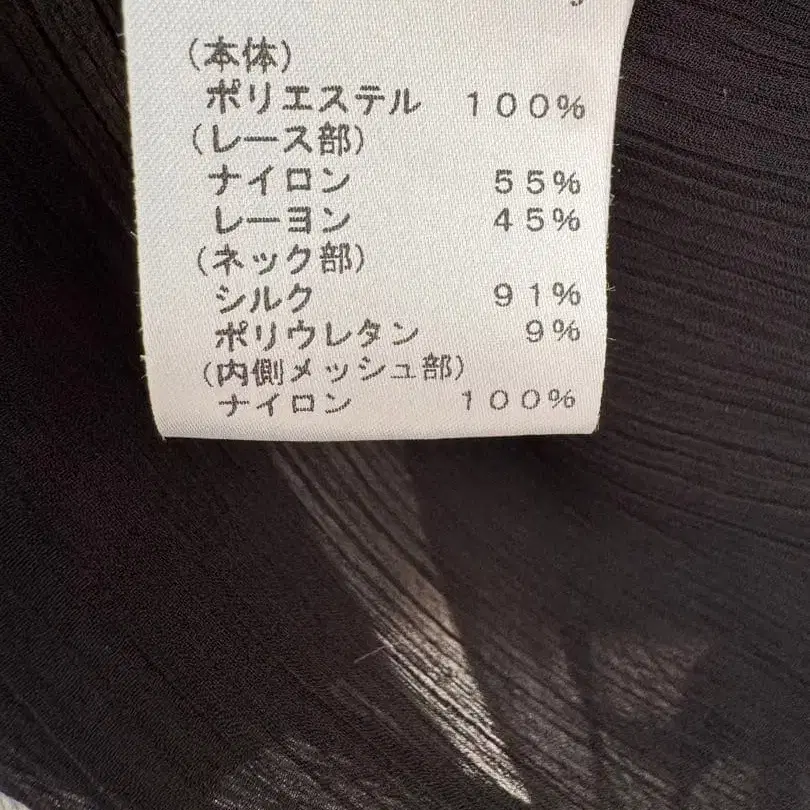 (本体)
ポリエステル 100%
(レース部)
ナイロン 55%
レーヨン 45%
(ネック部)
シルク 91%
ポリウレタン 9%
(内側メッシュ部)
ナイロン 100%